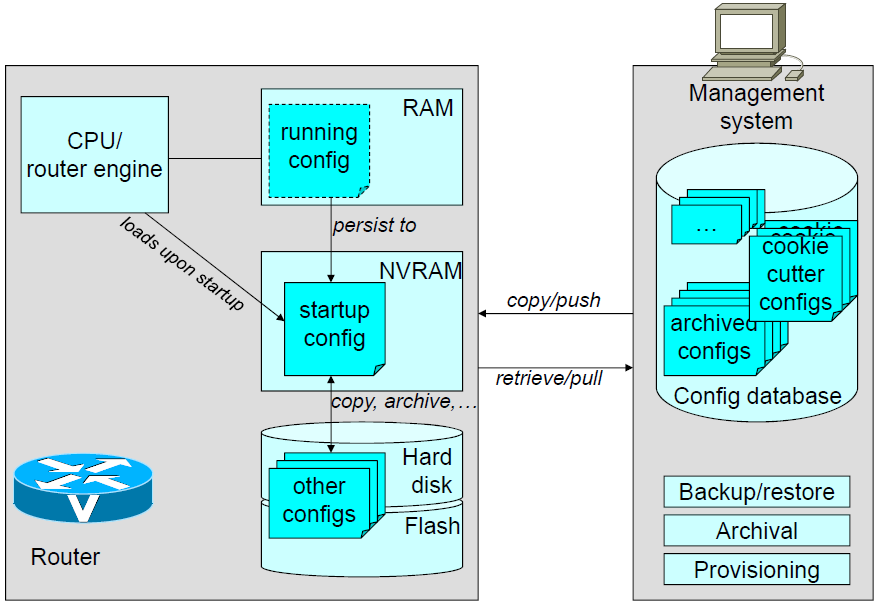 CPU/
router engine
RAM
running
config
loads upon startup
persist to
NVRAM
startup
config
copy, archive,…
Hard
disk
other
configs
Flash
Router
V
copy/push
retrieve/pull
Management
system
…
cookie
cookie
cutter
configs
archived
configs
Config database
Backup/restore
Archival
Provisioning